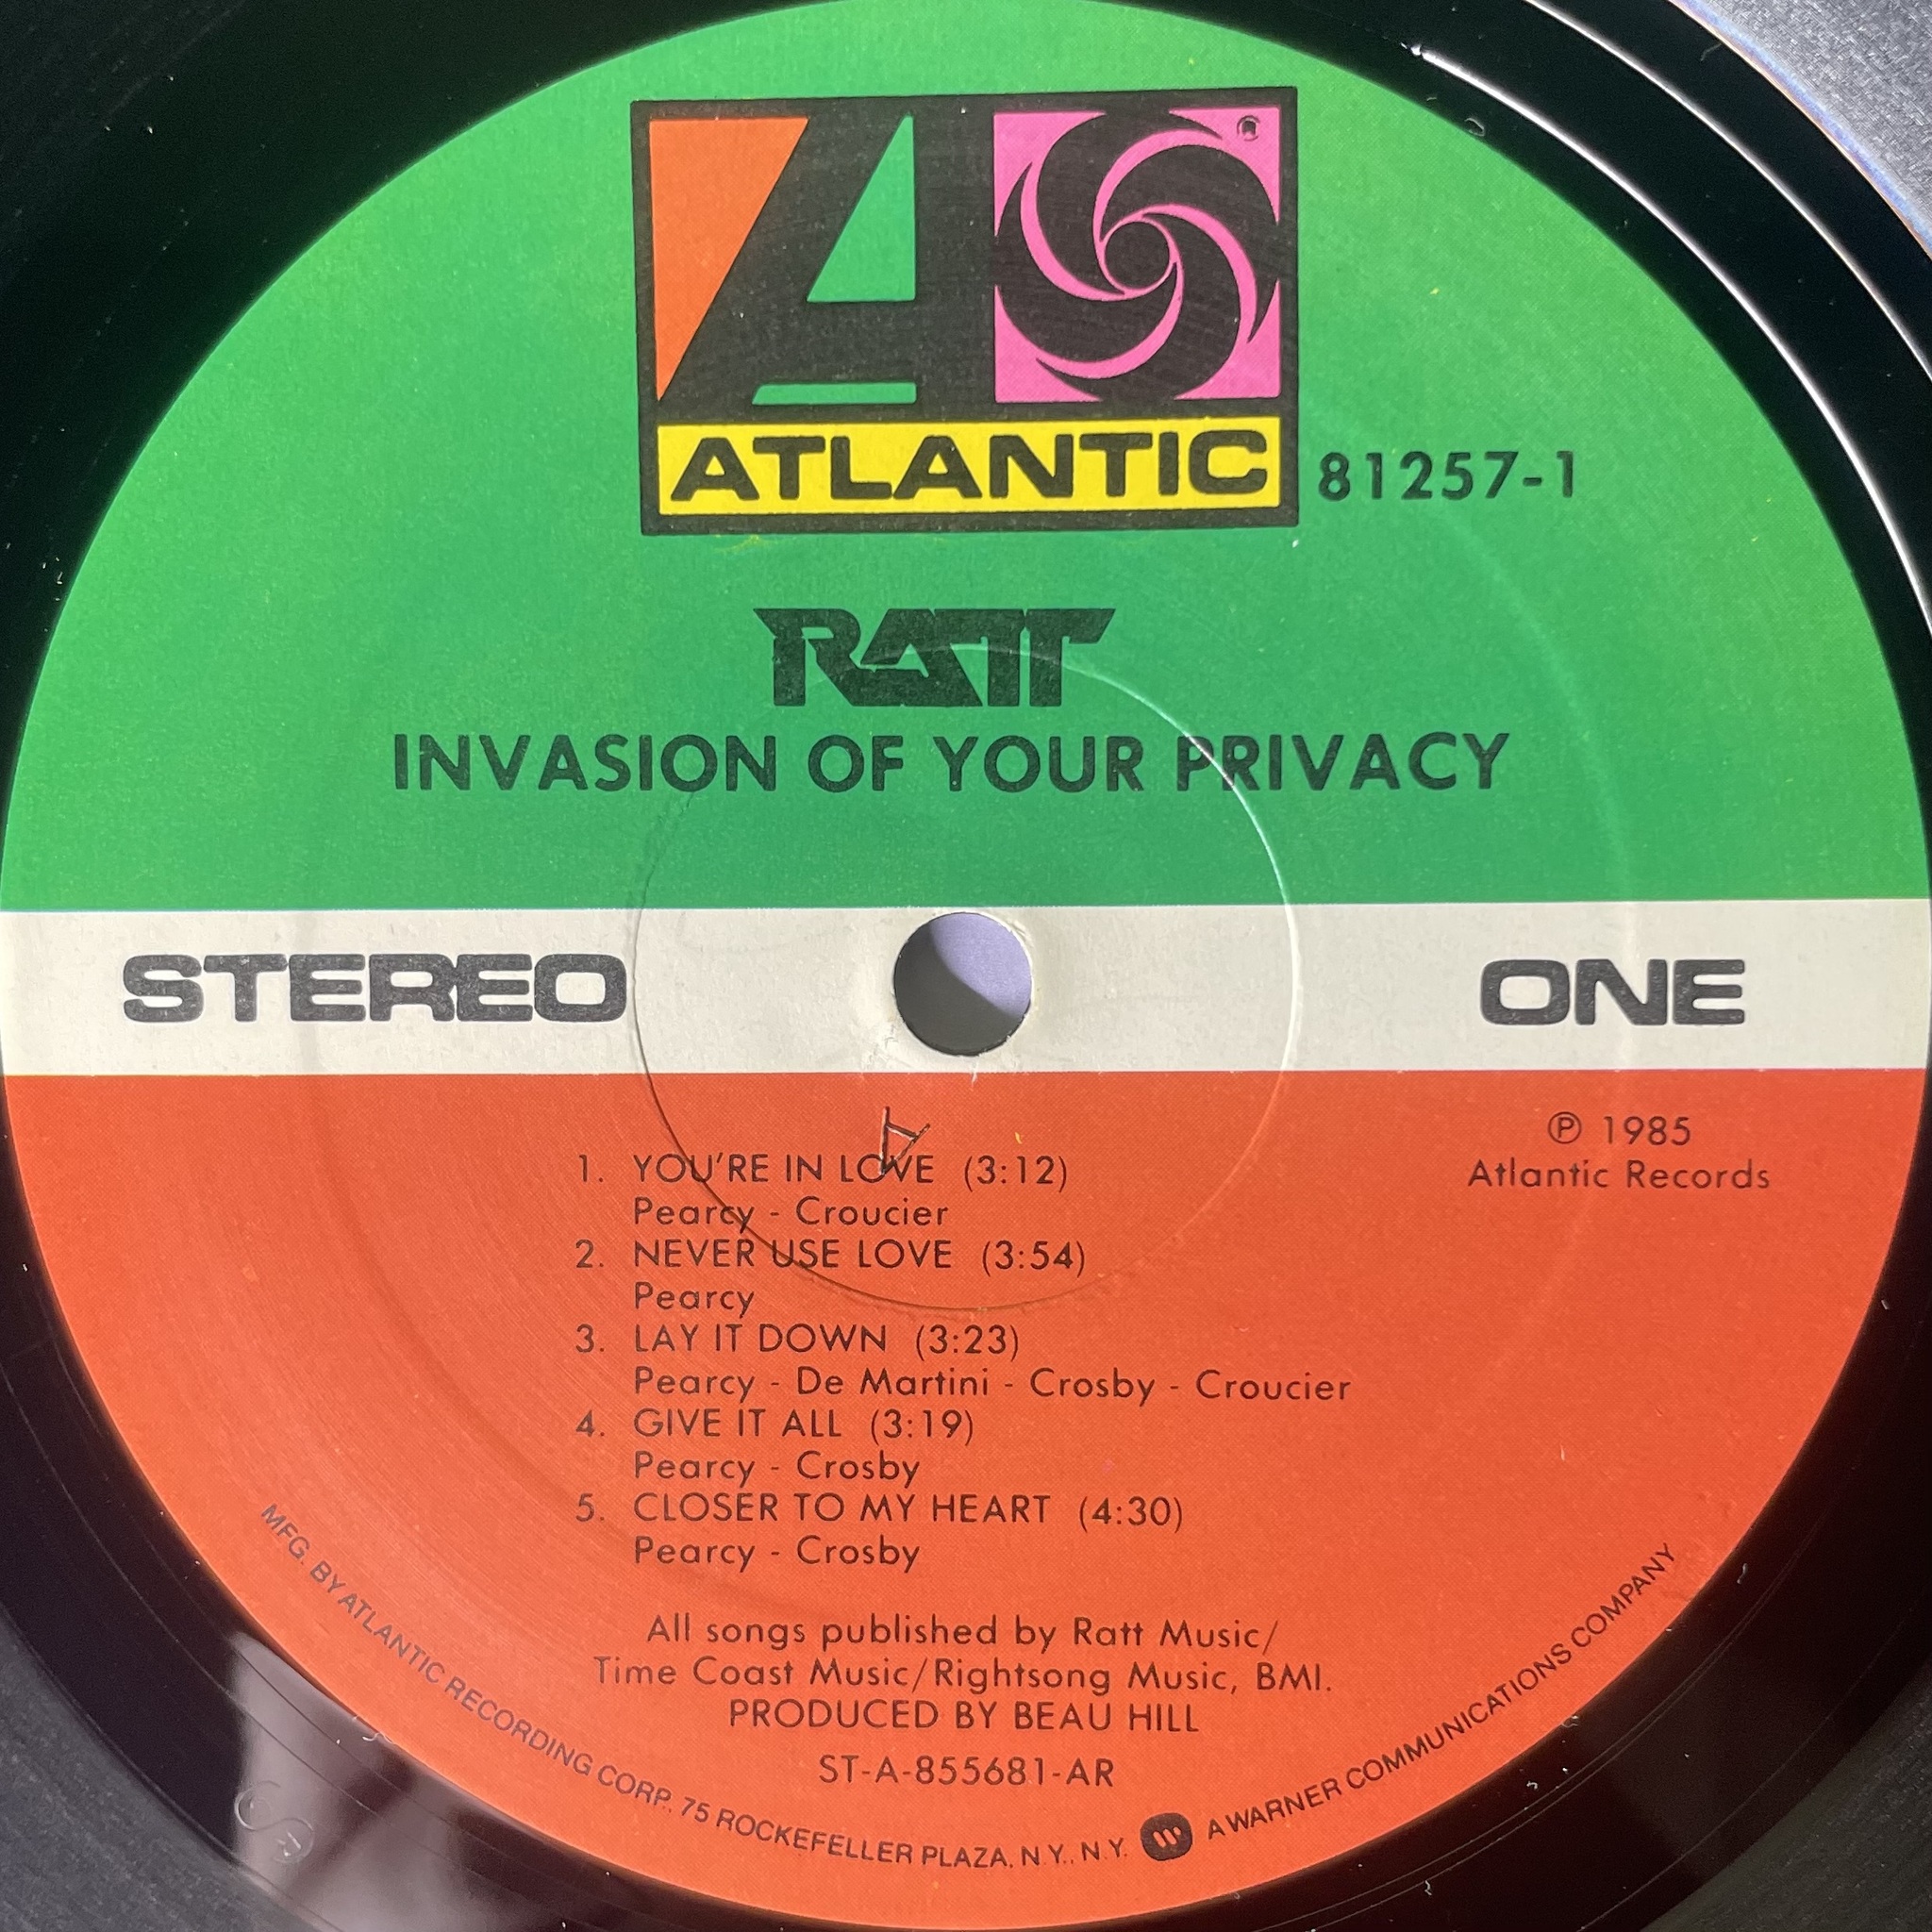 ATLANTIC
81257-1
RATT
INVASION OF YOUR PRIVACY
STEREO
ONE
℗ 1985
Atlantic Records
1. YOU'RE IN LOVE (3:12)
Pearcy - Croucier
2. NEVER USE LOVE (3:54)
Pearcy
3. LAY IT DOWN (3:23)
Pearcy - De Martini - Crosby - Croucier
4. GIVE IT ALL (3:19)
Pearcy - Crosby
5. CLOSER TO MY HEART (4:30)
Pearcy - Crosby
All songs published by Ratt Music/
Time Coast Music/Rightsong Music, BMI.
PRODUCED BY BEAU HILL
ST-A-855681-AR
MFG. BY ATLANTIC RECORDING CORP., 75 ROCKEFELLER PLAZA, N.Y., N.Y. A WARNER COMMUNICATIONS COMPANY